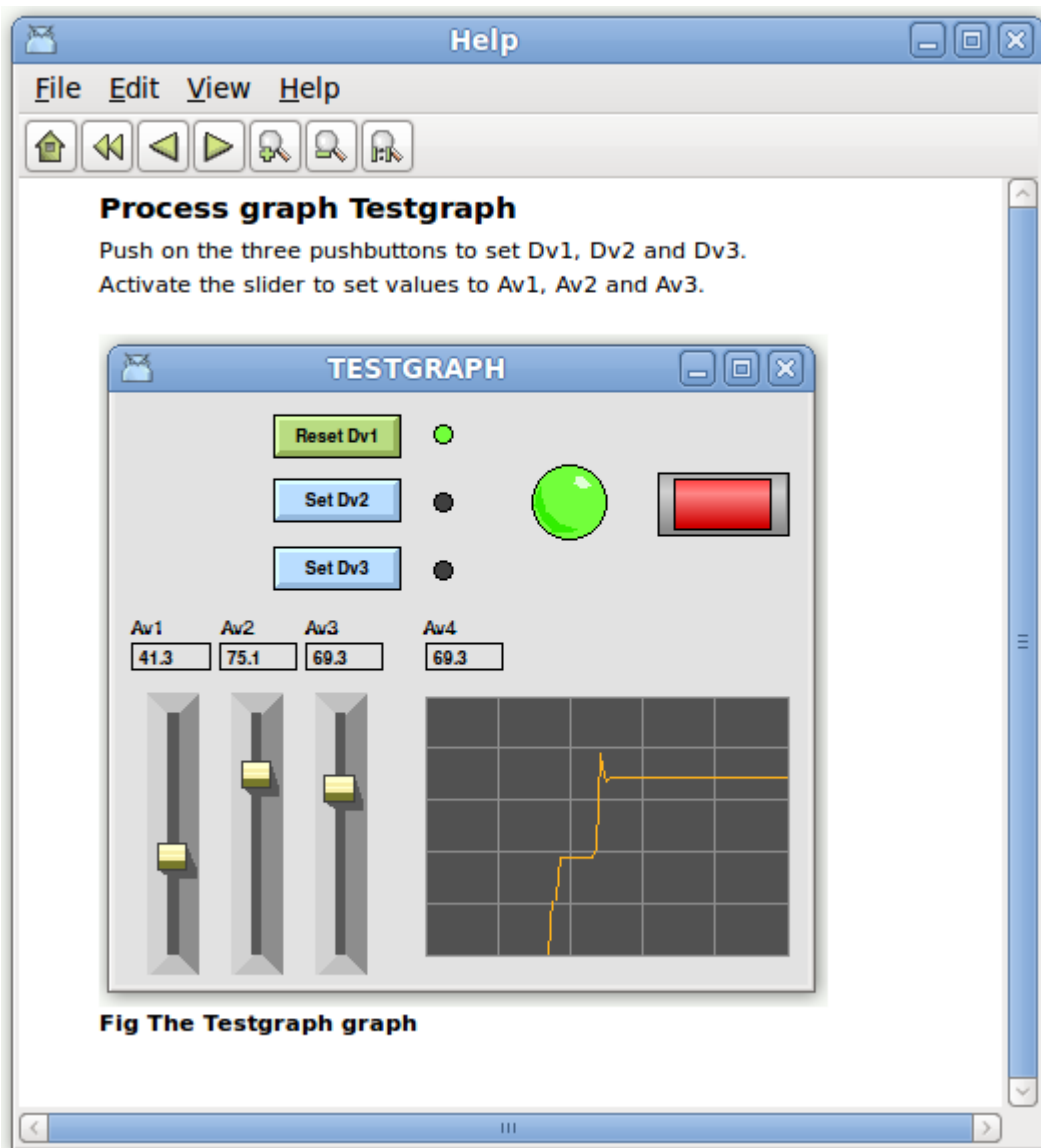 Help
File Edit View Help
Process graph Testgraph
Push on the three pushbuttons to set Dv1, Dv2 and Dv3.
Activate the slider to set values to Av1, Av2 and Av3.
TESTGRAPH
Reset Dv1
Set Dv2
Set Dv3
Av1 Av2 Av3 Av4
41.3 75.1 69.3 69.3
Fig The Testgraph graph